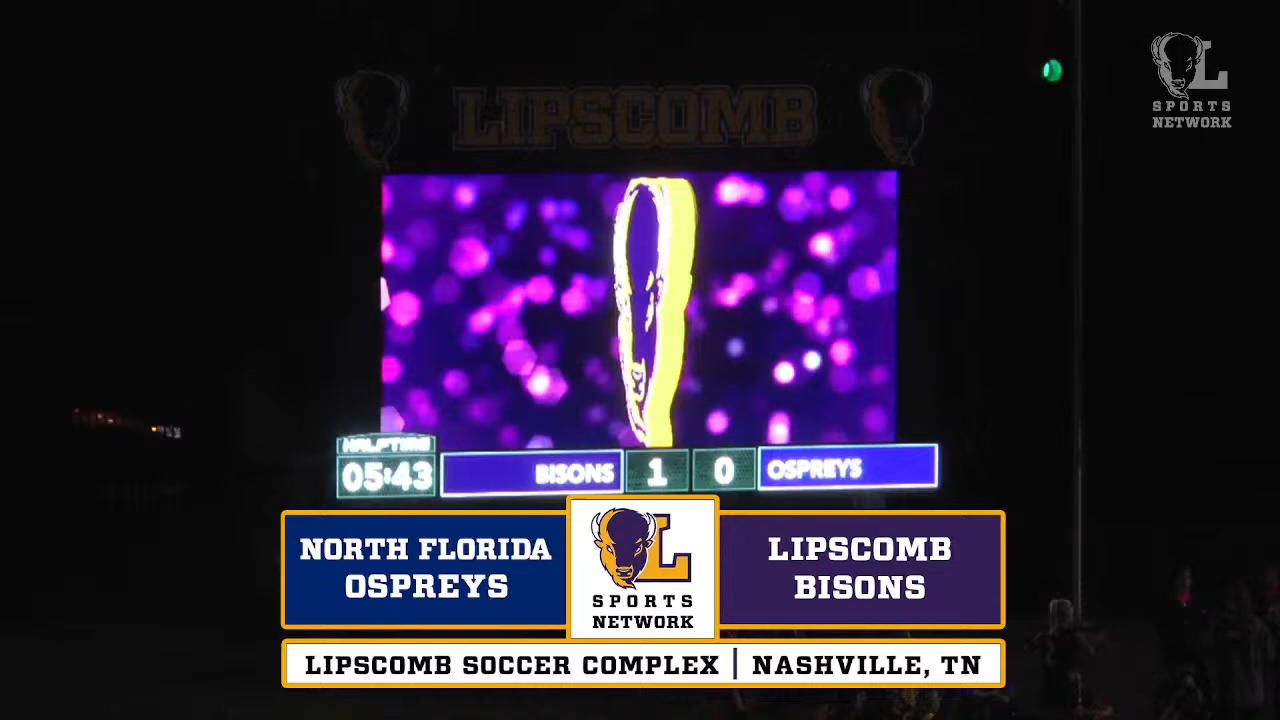 SPORTS
NETWORK
LIPSCOMB
HALFTIME
05:43
BISONS
1
0
OSPREYS
NORTH FLORIDA
OSPREYS
L
SPORTS
NETWORK
LIPSCOMB
BISONS
LIPSCOMB SOCCER COMPLEX | NASHVILLE, TN